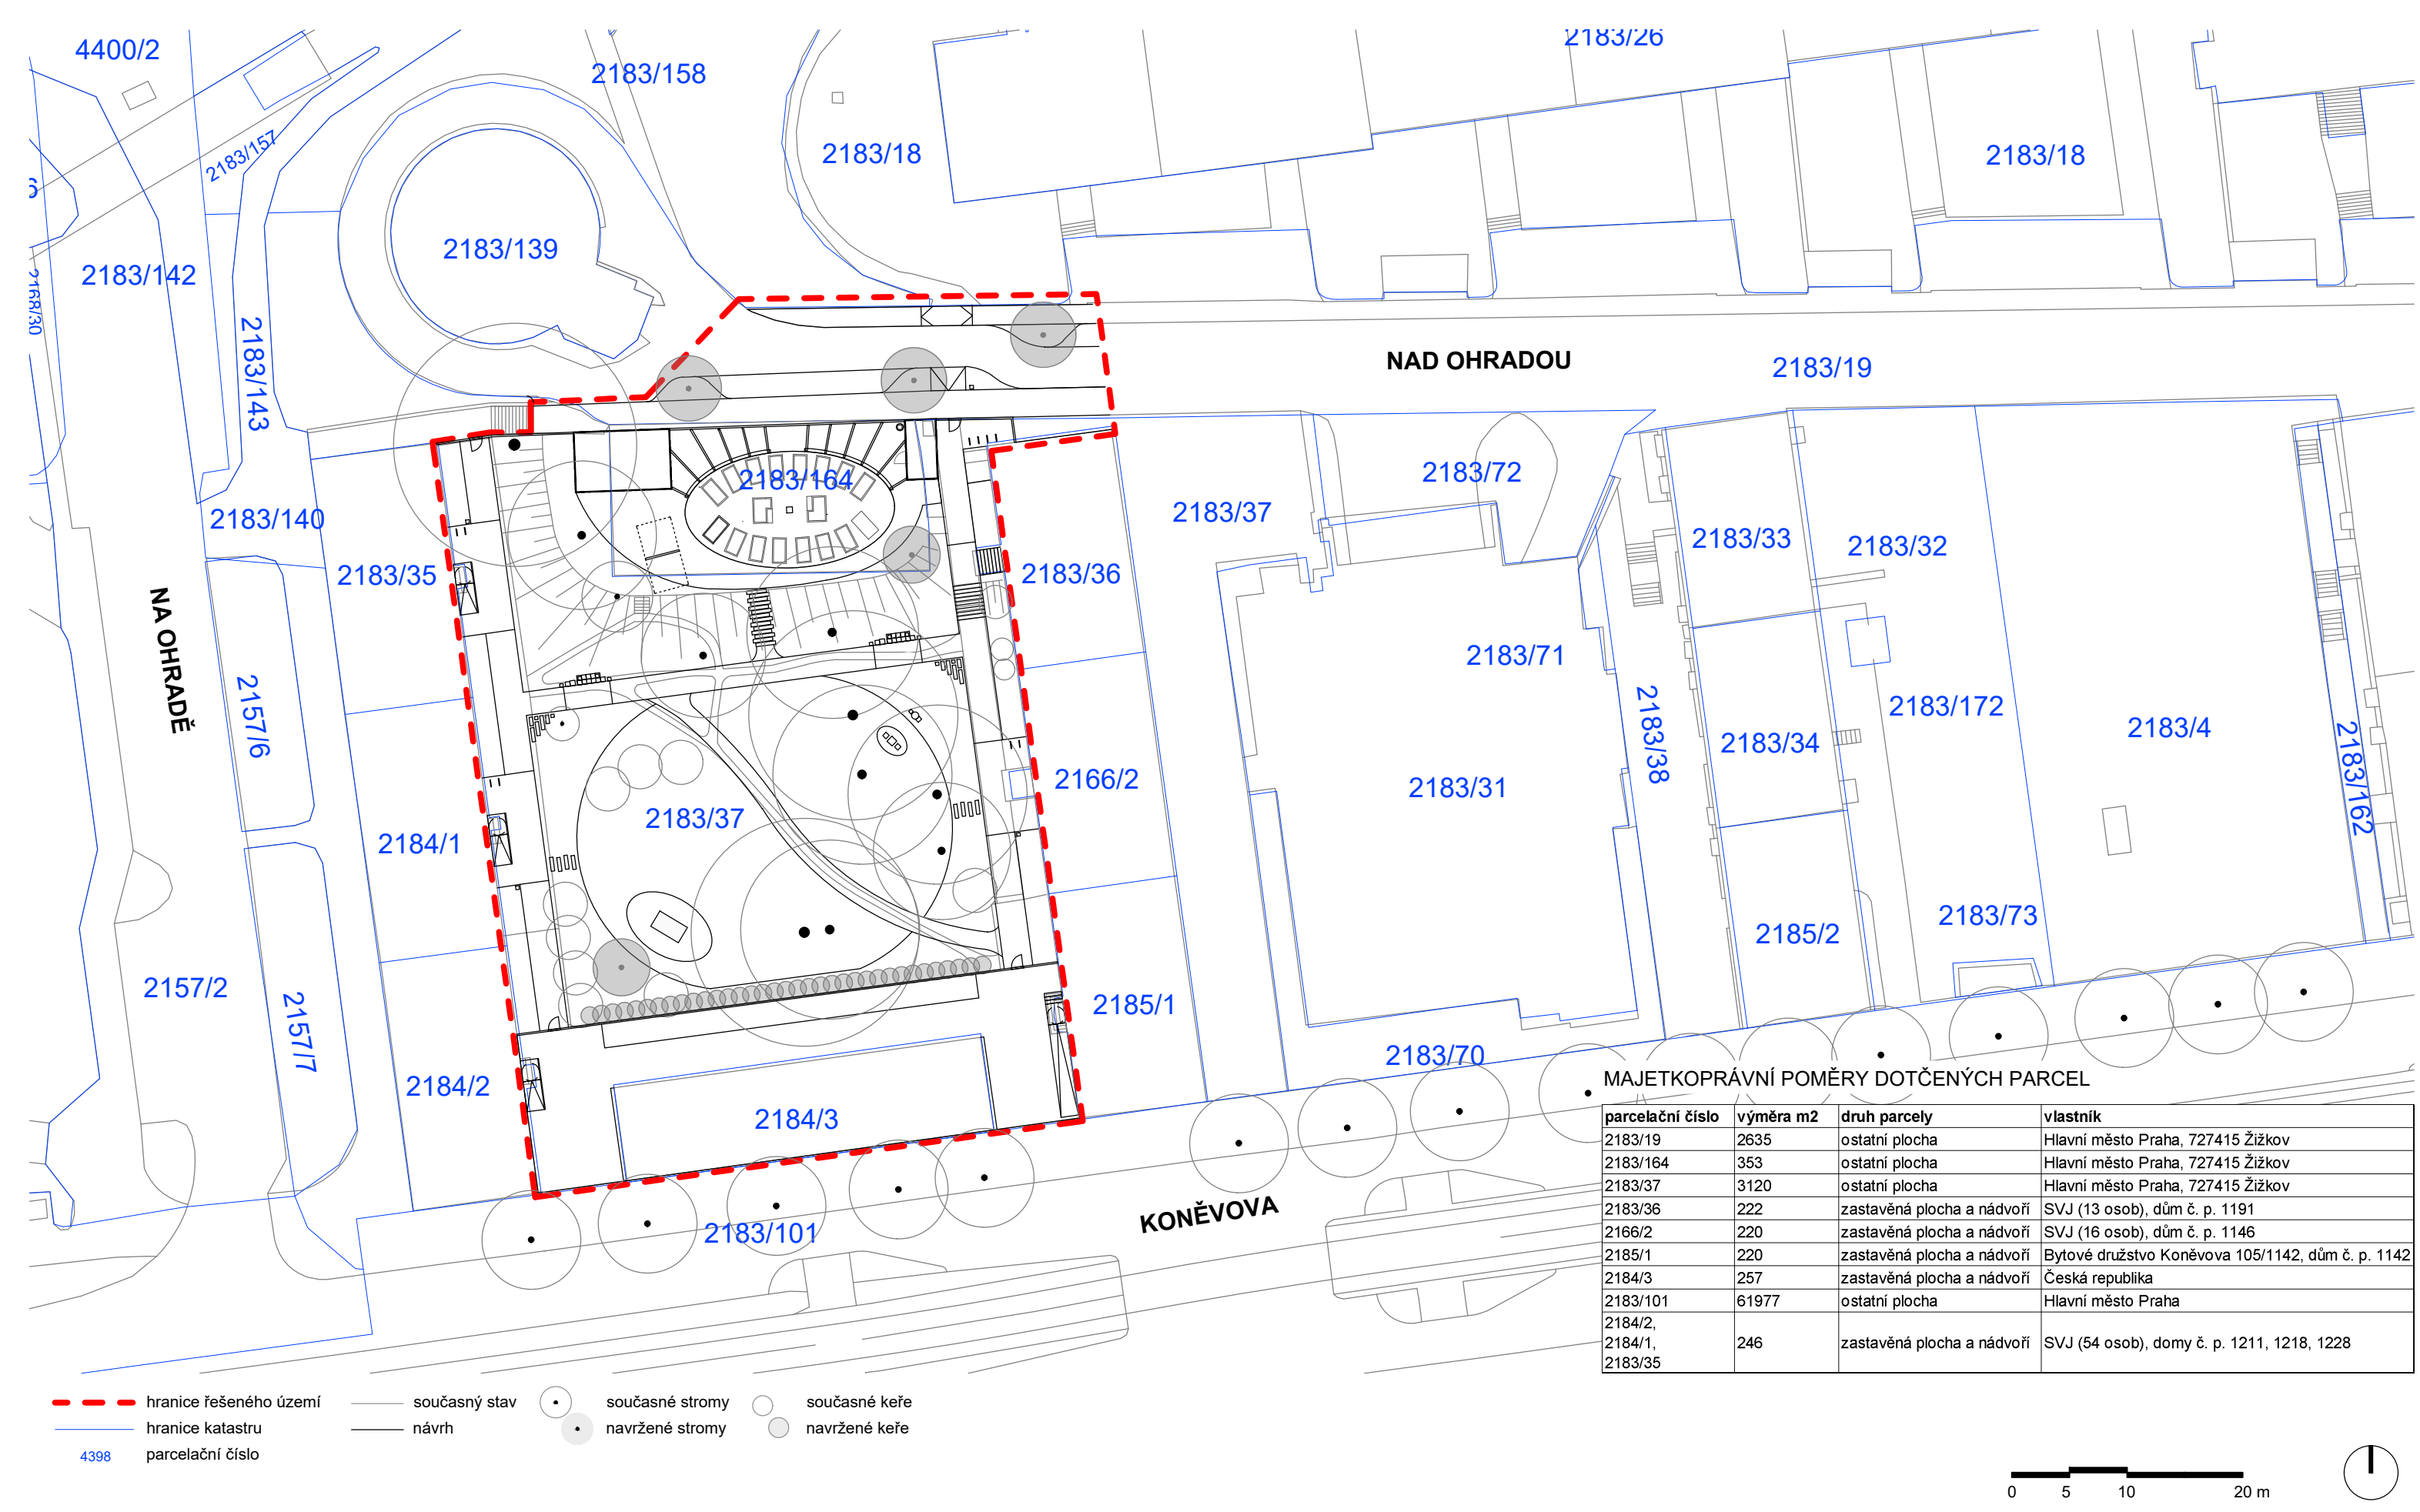 2183/26
4400/2
2183/158
2183/157
2183/18
2183/18
6
2183/139
2183/142
2168/30
2183/143
NAD OHRADOU
2183/19
2183/164
2183/72
2183/37
2183/140
2183/33
2183/32
2183/35
2183/36
NA OHRADĚ
2183/71
2157/6
2183/38
2183/172
2183/4
2183/34
2183/162
2166/2
2183/31
2183/37
2184/1
2183/73
2185/2
2157/2
2157/7
2185/1
2183/70
2184/2
2184/3
KONĚVOVA
2183/101
MAJETKOPRÁVNÍ POMĚRY DOTČENÝCH PARCEL
parcelační číslo výměra m2 druh parcely vlastník
2183/19 2635 ostatní plocha Hlavní město Praha, 727415 Žižkov
2183/164 353 ostatní plocha Hlavní město Praha, 727415 Žižkov
2183/37 3120 ostatní plocha Hlavní město Praha, 727415 Žižkov
2183/36 222 zastavěná plocha a nádvoří SVJ (13 osob), dům č. p. 1191
2166/2 220 zastavěná plocha a nádvoří SVJ (16 osob), dům č. p. 1146
2185/1 220 zastavěná plocha a nádvoří Bytové družstvo Koněvova 105/1142, dům č. p. 1142
2184/3 257 zastavěná plocha a nádvoří Česká republika
2183/101 61977 ostatní plocha Hlavní město Praha
2184/2,
2184/1, 246 zastavěná plocha a nádvoří SVJ (54 osob), domy č. p. 1211, 1218, 1228
2183/35
hranice řešeného území současný stav současné stromy současné keře
hranice katastru návrh navržené stromy navržené keře
4398 parcelační číslo
0 5 10 20 m